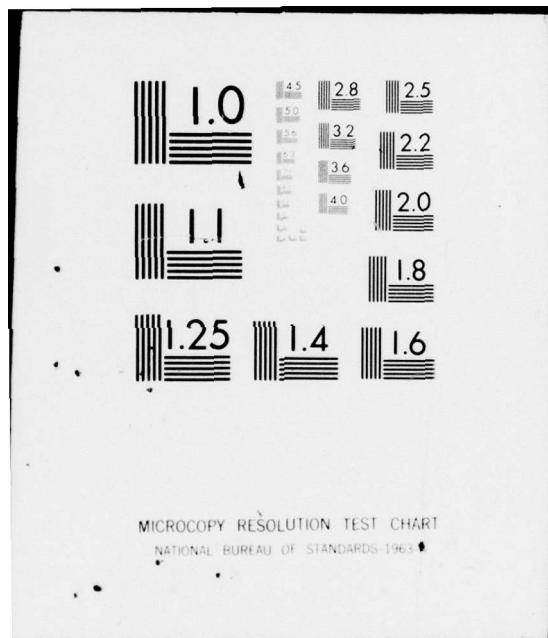 1.0
4.5 2.8 2.5
5.0
5.6 3.2 2.2
3.6
4.0 2.0
1.1
1.8
1.25 1.4 1.6
MICROCOPY RESOLUTION TEST CHART
NATIONAL BUREAU OF STANDARDS-1963-